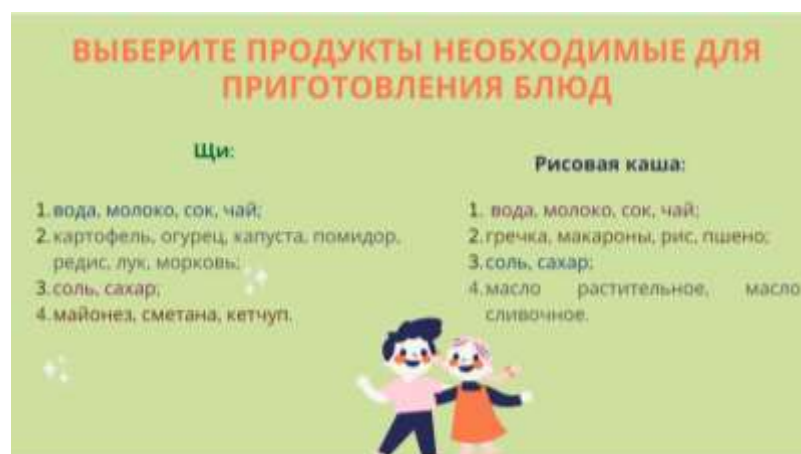 ВЫБЕРИТЕ ПРОДУКТЫ НЕОБХОДИМЫЕ ДЛЯ
ПРИГОТОВЛЕНИЯ БЛЮД
Щи:
1. вода, молоко, сок, чай;
2. картофель, огурец, капуста, помидор,
редис, лук, морковь;
3. соль, сахар;
4. майонез, сметана, кетчуп.
Рисовая каша:
1. вода, молоко, сок, чай;
2. гречка, макароны, рис, пшено;
3. соль, сахар;
4. масло растительное, масло
сливочное.